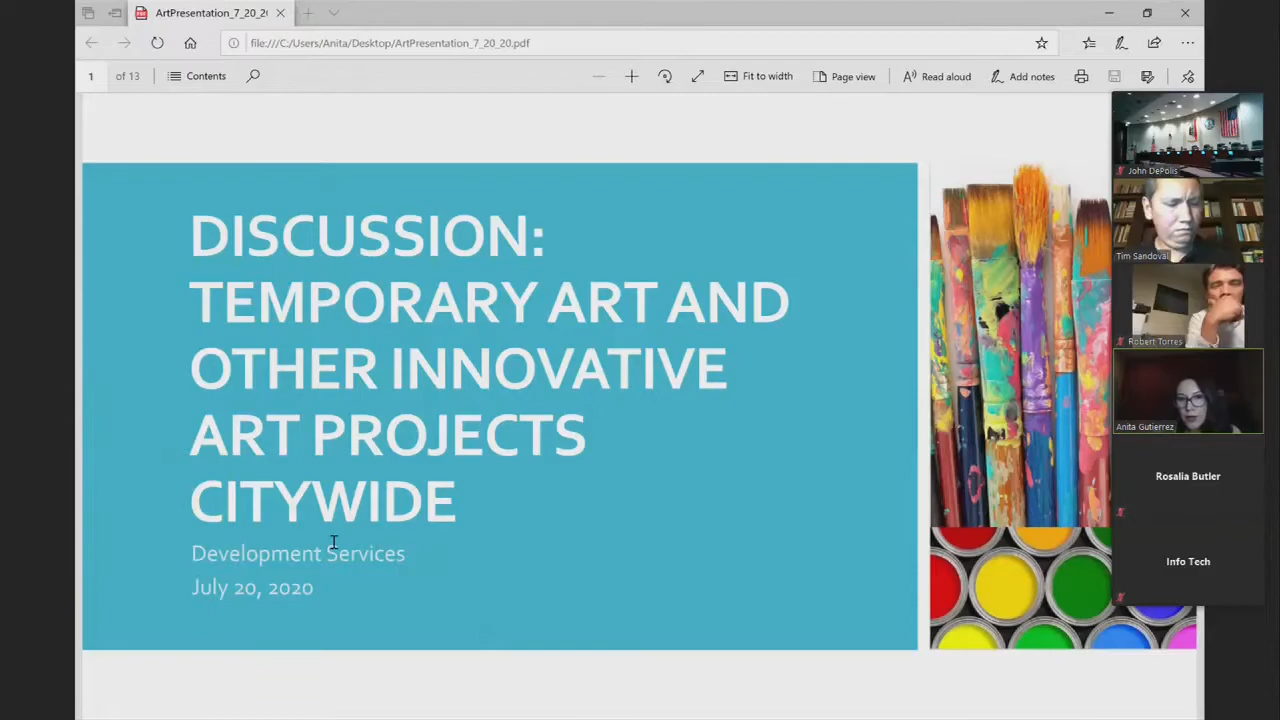 ArtPresentation_7_20_20
file:///C:/Users/Anita/Desktop/ArtPresentation_7_20_20.pdf
1 of 13 Contents Fit to width Page view Read aloud Add notes
DISCUSSION:
TEMPORARY ART AND
OTHER INNOVATIVE
ART PROJECTS
CITYWIDE
Development Services
July 20, 2020
John DePolis
Tim Sandoval
Robert Torres
Anita Gutierrez
Rosalia Butler
Info Tech